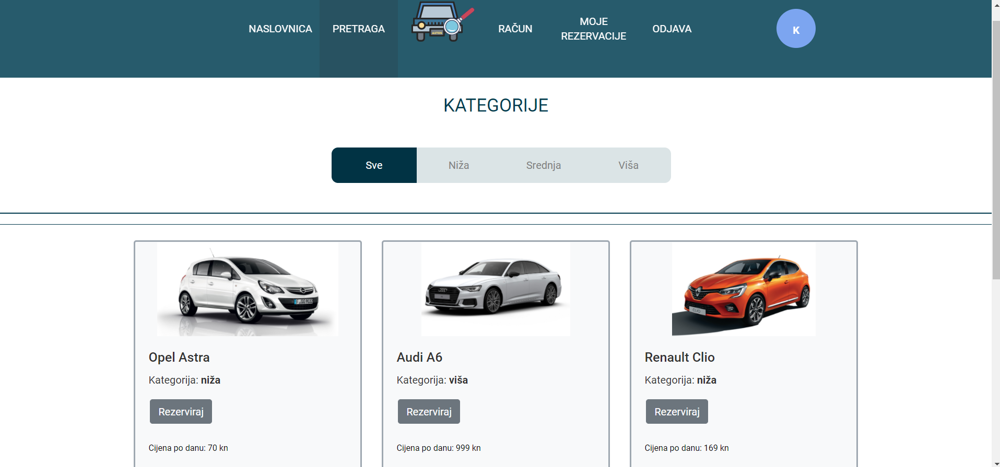 NASLOVNICA
PRETRAGA
AUTOS
RAČUN
MOJE
REZERVACIJE
ODJAVA
K
KATEGORIJE
Sve
Niža
Srednja
Viša
CLIO
Opel Astra
Audi A6
Renault Clio
Kategorija: niža
Kategorija: viša
Kategorija: niža
Rezerviraj
Rezerviraj
Rezerviraj
Cijena po danu: 70 kn
Cijena po danu: 999 kn
Cijena po danu: 169 kn